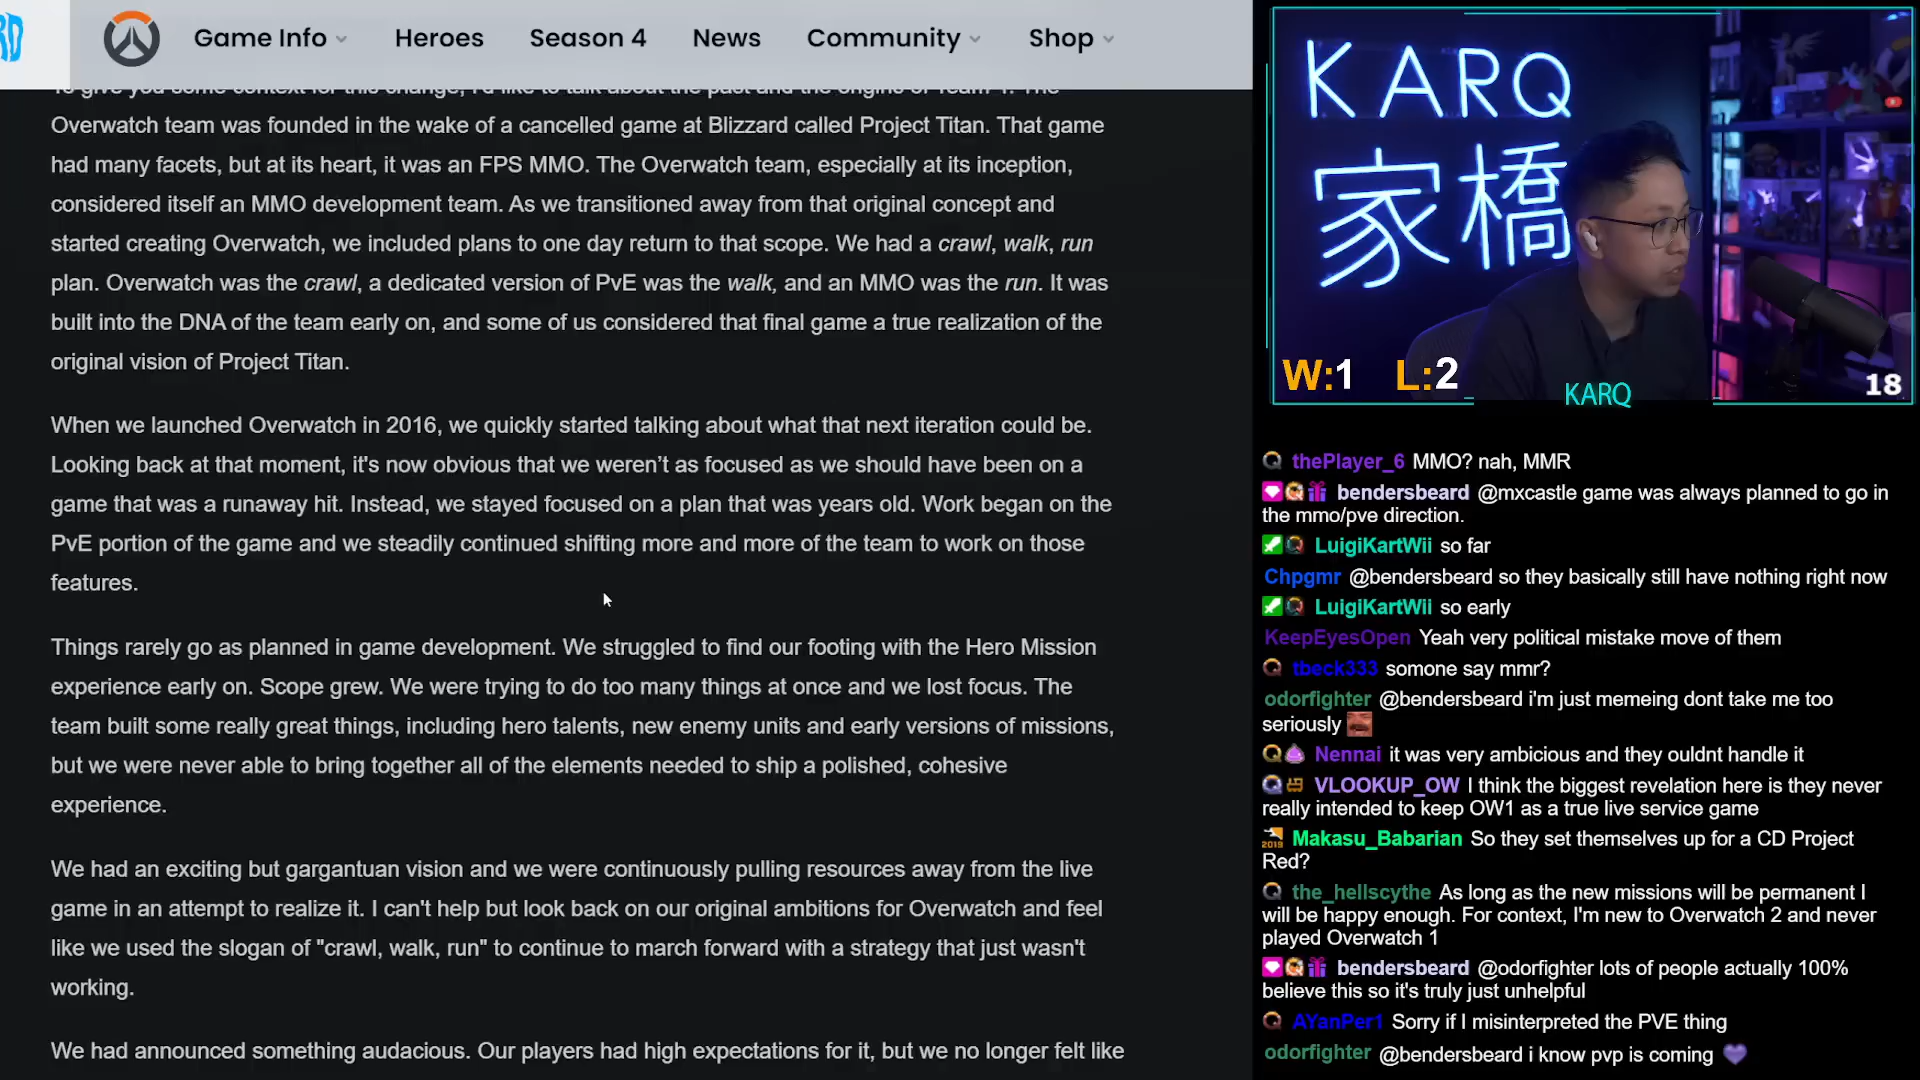 RD
Game Info
Heroes
Season 4
News
Community
Shop
To give you some context for this change, I'd like to talk about the past and the origins of Team 4. The
Overwatch team was founded in the wake of a cancelled game at Blizzard called Project Titan. That game
had many facets, but at its heart, it was an FPS MMO. The Overwatch team, especially at its inception,
considered itself an MMO development team. As we transitioned away from that original concept and
started creating Overwatch, we included plans to one day return to that scope. We had a crawl, walk, run
plan. Overwatch was the crawl, a dedicated version of PvE was the walk, and an MMO was the run. It was
built into the DNA of the team early on, and some of us considered that final game a true realization of the
original vision of Project Titan.
When we launched Overwatch in 2016, we quickly started talking about what that next iteration could be.
Looking back at that moment, it's now obvious that we weren’t as focused as we should have been on a
game that was a runaway hit. Instead, we stayed focused on a plan that was years old. Work began on the
PvE portion of the game and we steadily continued shifting more and more of the team to work on those
features.
Things rarely go as planned in game development. We struggled to find our footing with the Hero Mission
experience early on. Scope grew. We were trying to do too many things at once and we lost focus. The
team built some really great things, including hero talents, new enemy units and early versions of missions,
but we were never able to bring together all of the elements needed to ship a polished, cohesive
experience.
We had an exciting but gargantuan vision and we were continuously pulling resources away from the live
game in an attempt to realize it. I can't help but look back on our original ambitions for Overwatch and feel
like we used the slogan of "crawl, walk, run" to continue to march forward with a strategy that just wasn't
working.
We had announced something audacious. Our players had high expectations for it, but we no longer felt like
KARQ
家橋
W:1 L:2
KARQ
18
thePlayer_6 MMO? nah, MMR
bendersbeard @mxcastle game was always planned to go in
the mmo/pve direction.
LuigiKartWii so far
Chpgmr @bendersbeard so they basically still have nothing right now
LuigiKartWii so early
KeepEyesOpen Yeah very political mistake move of them
tbeck333 somone say mmr?
odorfighter @bendersbeard i'm just memeing dont take me too
seriously
Nennai it was very ambicious and they ouldnt handle it
VLOOKUP_OW I think the biggest revelation here is they never
really intended to keep OW1 as a true live service game
2019 Makasu_Babarian So they set themselves up for a CD Project
Red?
the_hellscythe As long as the new missions will be permanent I
will be happy enough. For context, I'm new to Overwatch 2 and never
played Overwatch 1
bendersbeard @odorfighter lots of people actually 100%
believe this so it's truly just unhelpful
AYanPer1 Sorry if I misinterpreted the PVE thing
odorfighter @bendersbeard i know pvp is coming